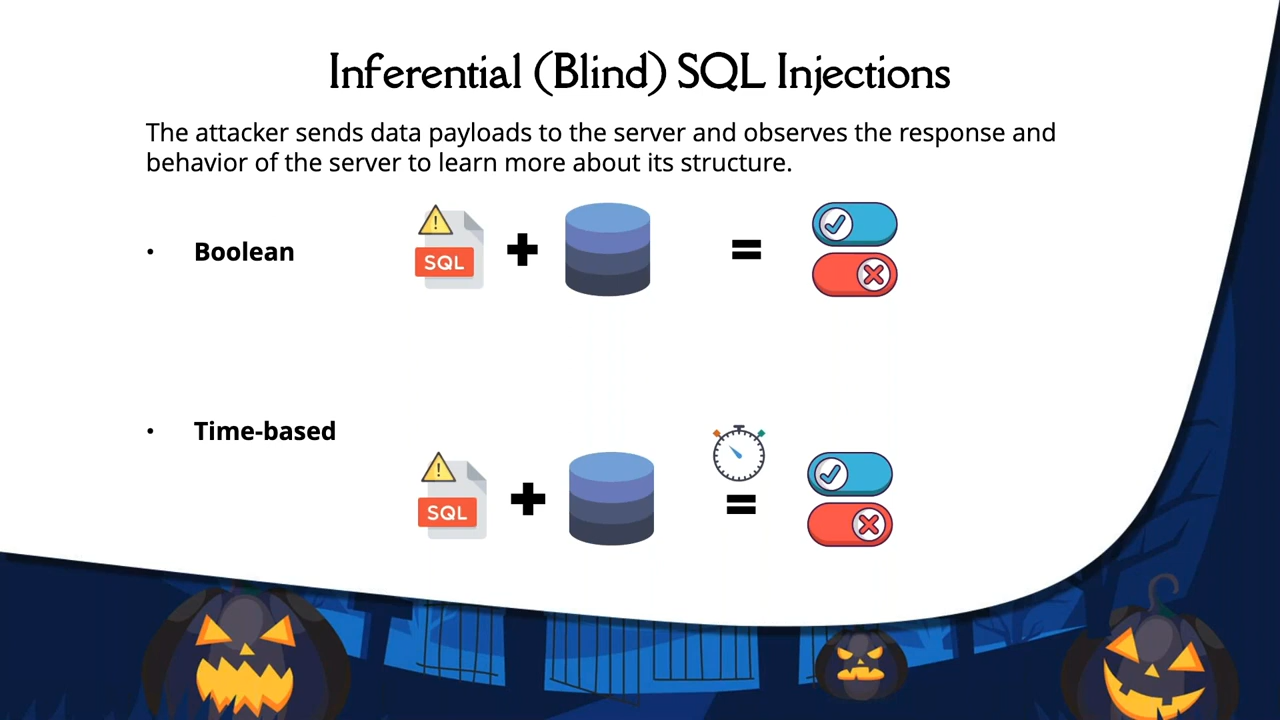 Inferential (Blind) SQL Injections
The attacker sends data payloads to the server and observes the response and
behavior of the server to learn more about its structure.
• Boolean
SQL
• Time-based
SQL